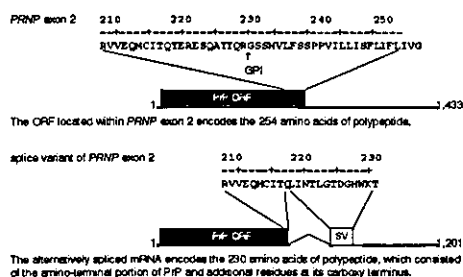 PRNP exon 2
210 220 230 240 250
RVVEQMCITQTERESQATTQRGSSMVLFSSPPVILLISFLIFLIVG
GPI
PrP ORF
1 1,433
The ORF located within PRNP exon 2 encodes the 254 amino acids of polypeptide.
splice variant of PRNP exon 2
210 220 230
RVVEQMCITQLINTLGTDGHWKT
PrP ORF SV
1 1,201
The alternatively spliced mRNA encodes the 230 amino acids of polypeptide, which consisted
of the amino-terminal portion of PrP and additional residues at its carboxy terminus.